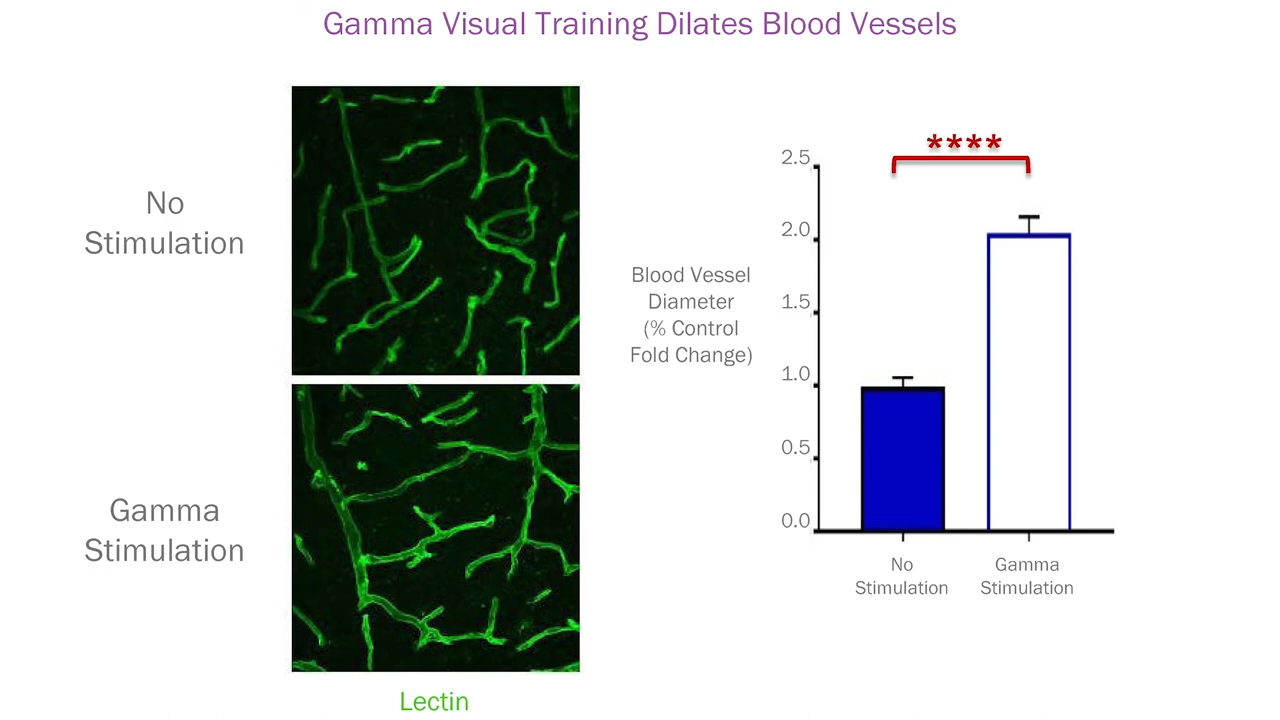 Gamma Visual Training Dilates Blood Vessels
No
Stimulation
Gamma
Stimulation
Lectin
Blood Vessel
Diameter
(% Control
Fold Change)
****
2.5
2.0
1.5
1.0
0.5
0.0
No
Stimulation
Gamma
Stimulation